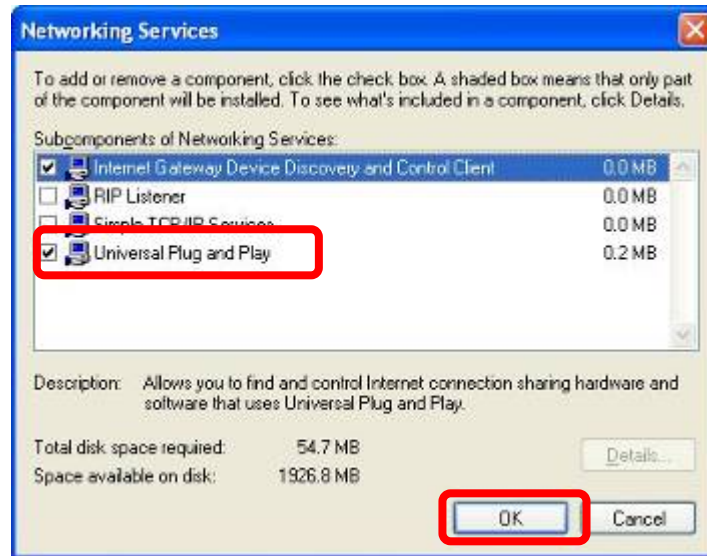 Networking Services
To add or remove a component, click the check box. A shaded box means that only part
of the component will be installed. To see what's included in a component, click Details.
Subcomponents of Networking Services:
Internet Gateway Device Discovery and Control Client 0.0 MB
RIP Listener 0.0 MB
Simple TCP/IP Services 0.0 MB
Universal Plug and Play 0.2 MB
Description: Allows you to find and control Internet connection sharing hardware and
software that uses Universal Plug and Play.
Total disk space required: 54.7 MB
Space available on disk: 1926.8 MB
Details...
OK Cancel